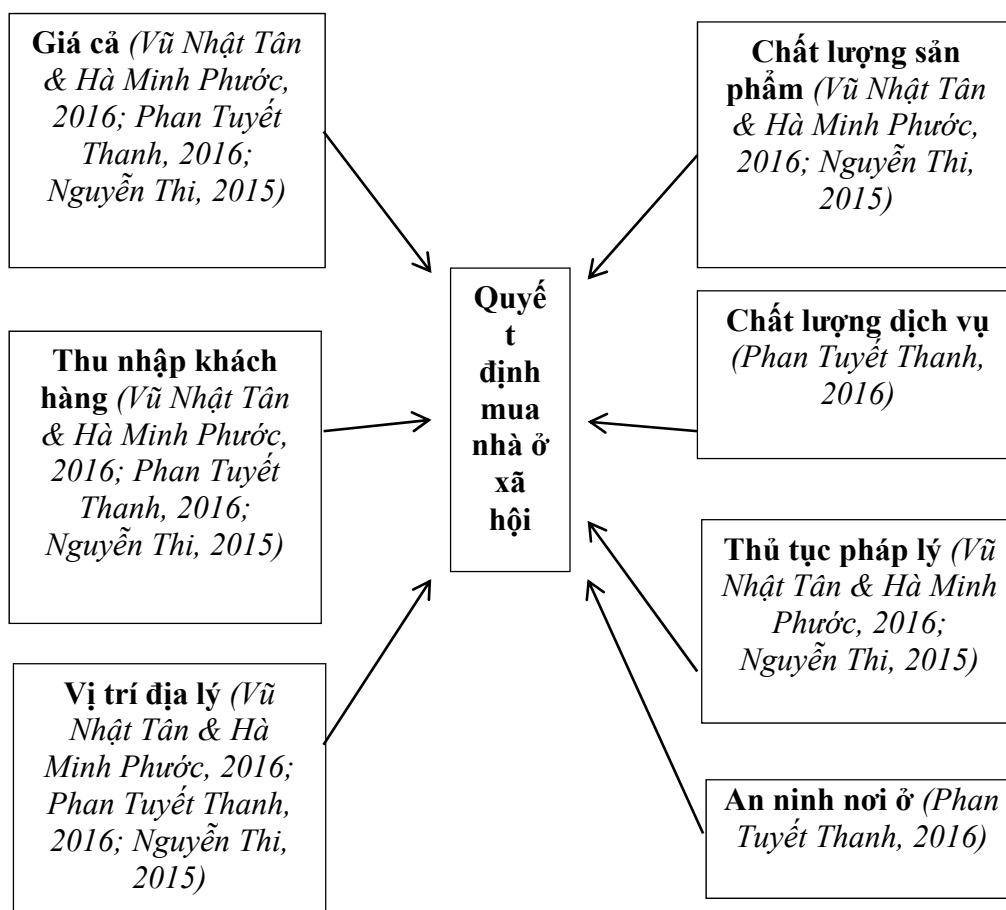 Giá cả (Vũ Nhật Tân
& Hà Minh Phước,
2016; Phan Tuyết
Thanh, 2016;
Nguyễn Thi, 2015)
Thu nhập khách
hàng (Vũ Nhật Tân
& Hà Minh Phước,
2016; Phan Tuyết
Thanh, 2016;
Nguyễn Thi, 2015)
Vị trí địa lý (Vũ
Nhật Tân & Hà
Minh Phước, 2016;
Phan Tuyết Thanh,
2016; Nguyễn Thi,
2015)
Quyế
t
định
mua
nhà ở
xã
hội
Chất lượng sản
phẩm (Vũ Nhật Tân
& Hà Minh Phước,
2016; Nguyễn Thi,
2015)
Chất lượng dịch vụ
(Phan Tuyết Thanh,
2016)
Thủ tục pháp lý (Vũ
Nhật Tân & Hà Minh
Phước, 2016;
Nguyễn Thi, 2015)
An ninh nơi ở (Phan
Tuyết Thanh, 2016)